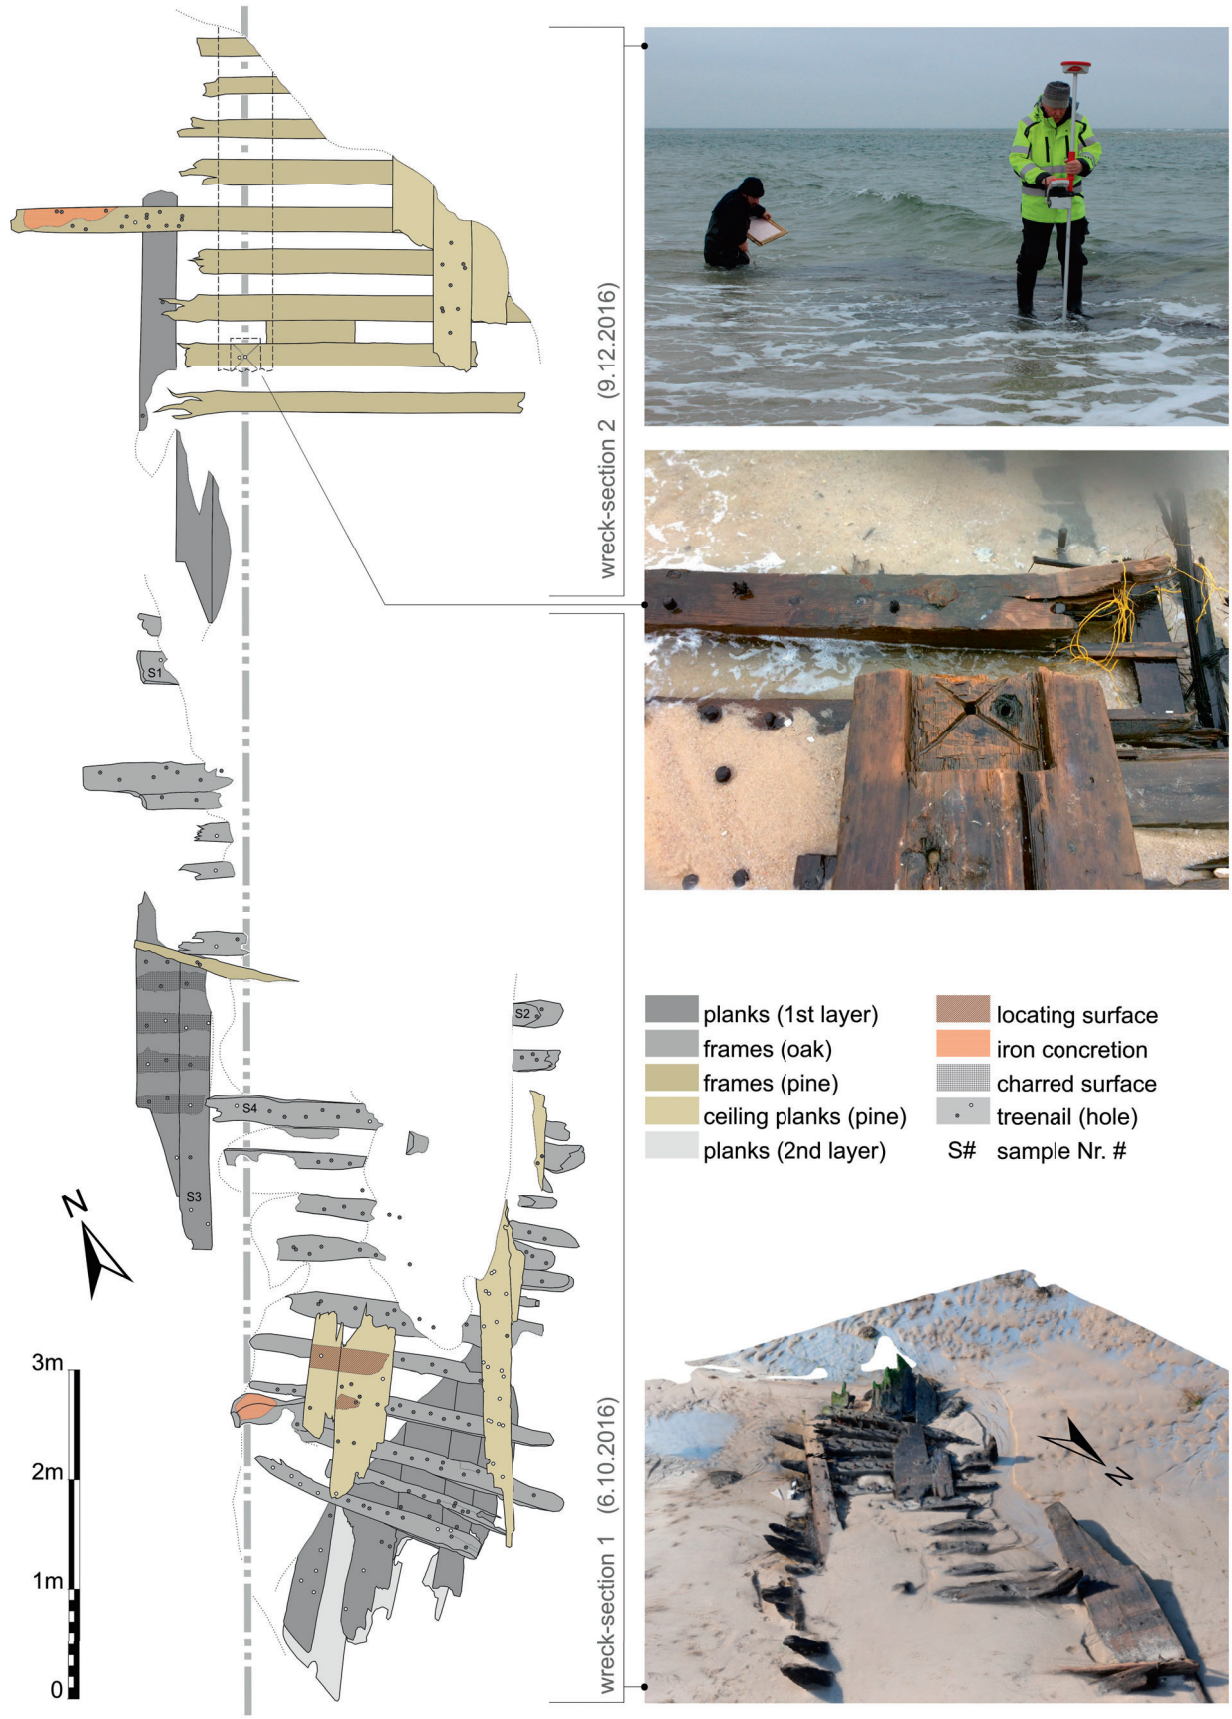 wreck-section 2 (9.12.2016)
S1
S2
S4
S3
N
3m
2m
1m
0
wreck-section 1 (6.10.2016)
planks (1st layer)
frames (oak)
frames (pine)
ceiling planks (pine)
planks (2nd layer)
locating surface
iron concretion
charred surface
treenail (hole)
S# sample Nr. #
N